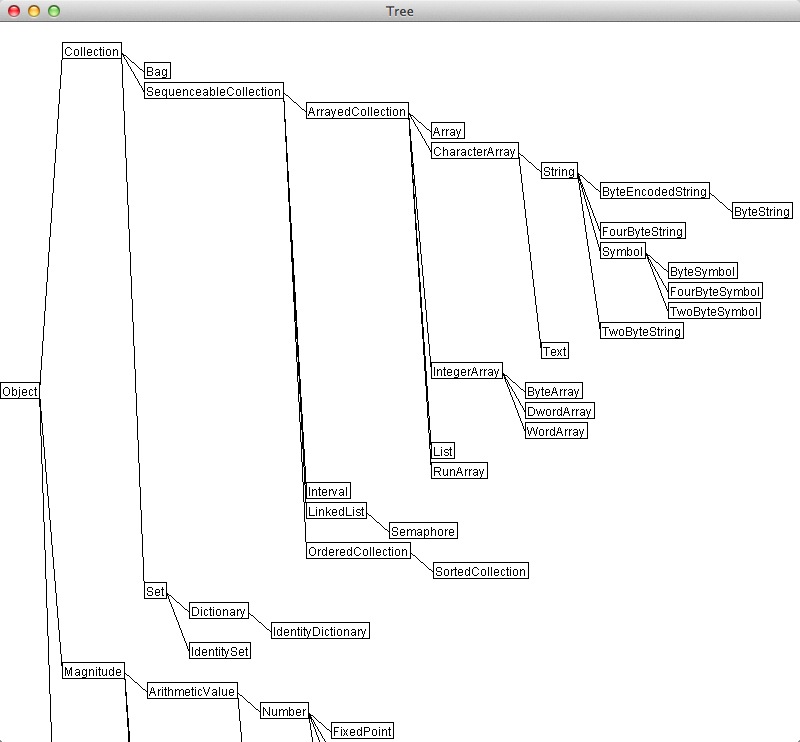 Tree
Collection
Bag
SequenceableCollection
ArrayedCollection
Array
CharacterArray
String
ByteEncodedString
ByteString
FourByteString
Symbol
ByteSymbol
FourByteSymbol
TwoByteSymbol
TwoByteString
Text
IntegerArray
Object
ByteArray
DwordArray
WordArray
List
RunArray
Interval
LinkedList
Semaphore
OrderedCollection
SortedCollection
Set
Dictionary
IdentityDictionary
IdentitySet
Magnitude
ArithmeticValue
Number
FixedPoint